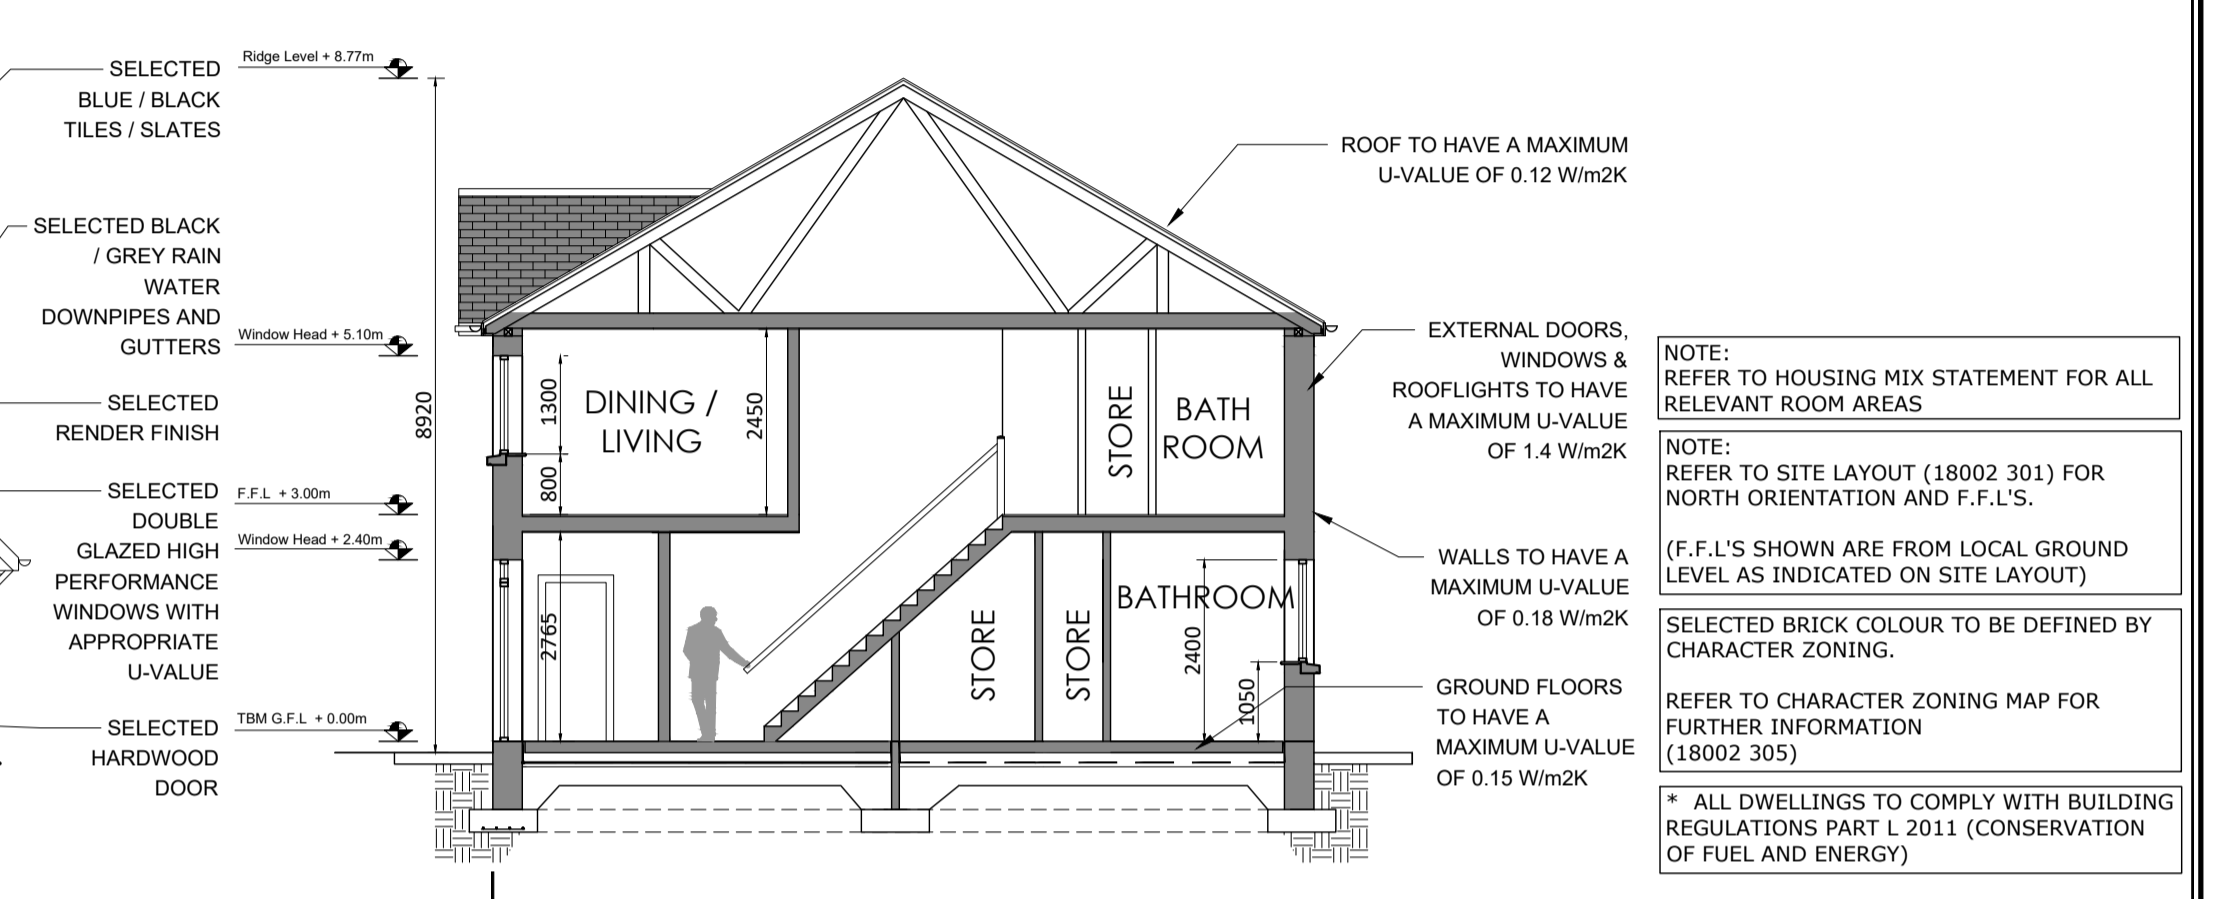 SELECTED
BLUE / BLACK
TILES / SLATES
SELECTED BLACK
/ GREY RAIN
WATER
DOWNPIPES AND
GUTTERS
SELECTED
RENDER FINISH
SELECTED
DOUBLE
GLAZED HIGH
PERFORMANCE
WINDOWS WITH
APPROPRIATE
U-VALUE
SELECTED
HARDWOOD
DOOR
Ridge Level + 8.77m
Window Head + 5.10m
F.F.L + 3.00m
Window Head + 2.40m
TBM G.F.L + 0.00m
8920
1300
800
DINING /
LIVING
2450
STORE
BATH
ROOM
2765
STORE
STORE
BATHROOM
2400
1050
ROOF TO HAVE A MAXIMUM
U-VALUE OF 0.12 W/m2K
EXTERNAL DOORS,
WINDOWS &
ROOFLIGHTS TO HAVE
A MAXIMUM U-VALUE
OF 1.4 W/m2K
WALLS TO HAVE A
MAXIMUM U-VALUE
OF 0.18 W/m2K
GROUND FLOORS
TO HAVE A
MAXIMUM U-VALUE
OF 0.15 W/m2K
NOTE:
REFER TO HOUSING MIX STATEMENT FOR ALL
RELEVANT ROOM AREAS
NOTE:
REFER TO SITE LAYOUT (18002 301) FOR
NORTH ORIENTATION AND F.F.L'S.
(F.F.L'S SHOWN ARE FROM LOCAL GROUND
LEVEL AS INDICATED ON SITE LAYOUT)
SELECTED BRICK COLOUR TO BE DEFINED BY
CHARACTER ZONING.
REFER TO CHARACTER ZONING MAP FOR
FURTHER INFORMATION
(18002 305)
* ALL DWELLINGS TO COMPLY WITH BUILDING
REGULATIONS PART L 2011 (CONSERVATION
OF FUEL AND ENERGY)